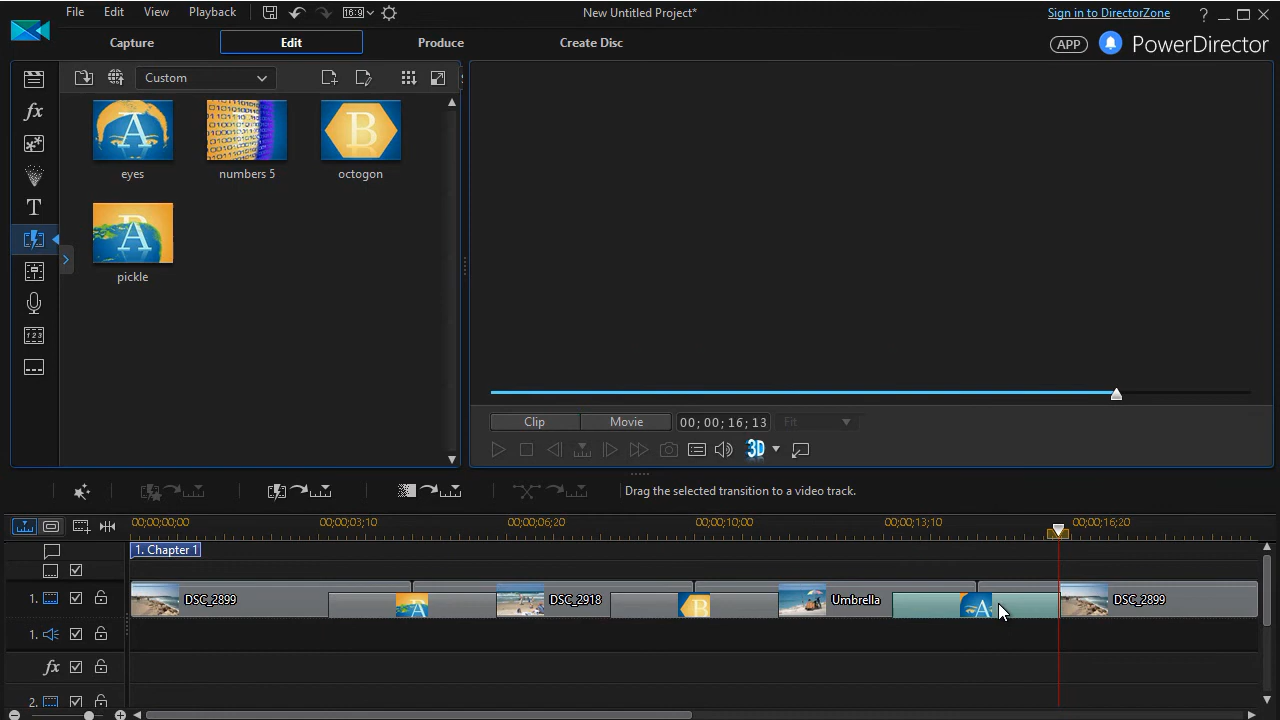 File Edit View Playback 16:9 New Untitled Project* Sign in to DirectorZone ?
Capture Edit Produce Create Disc APP PowerDirector
Custom
eyes numbers 5 octogon
pickle
fx
T
Clip Movie 00; 00; 16; 13 Fit
3D
Drag the selected transition to a video track.
00;00;00;00 00;00;03;10 00;00;06;20 00;00;10;00 00;00;13;10 00;00;16;20
1. Chapter 1
1. DSC_2899 A DSC_2918 B Umbrella A DSC_2899
1.
fx
2.